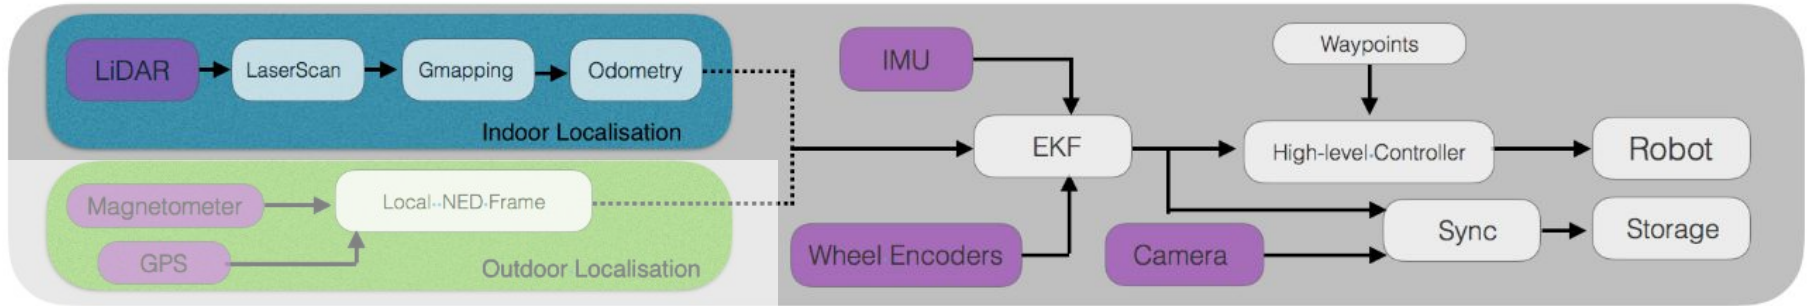 LiDAR
LaserScan
Gmapping
Odometry
Indoor Localisation
Magnetometer
Local··NED·Frame
GPS
Outdoor Localisation
IMU
EKF
Wheel Encoders
Waypoints
High-level·Controller
Robot
Camera
Sync
Storage